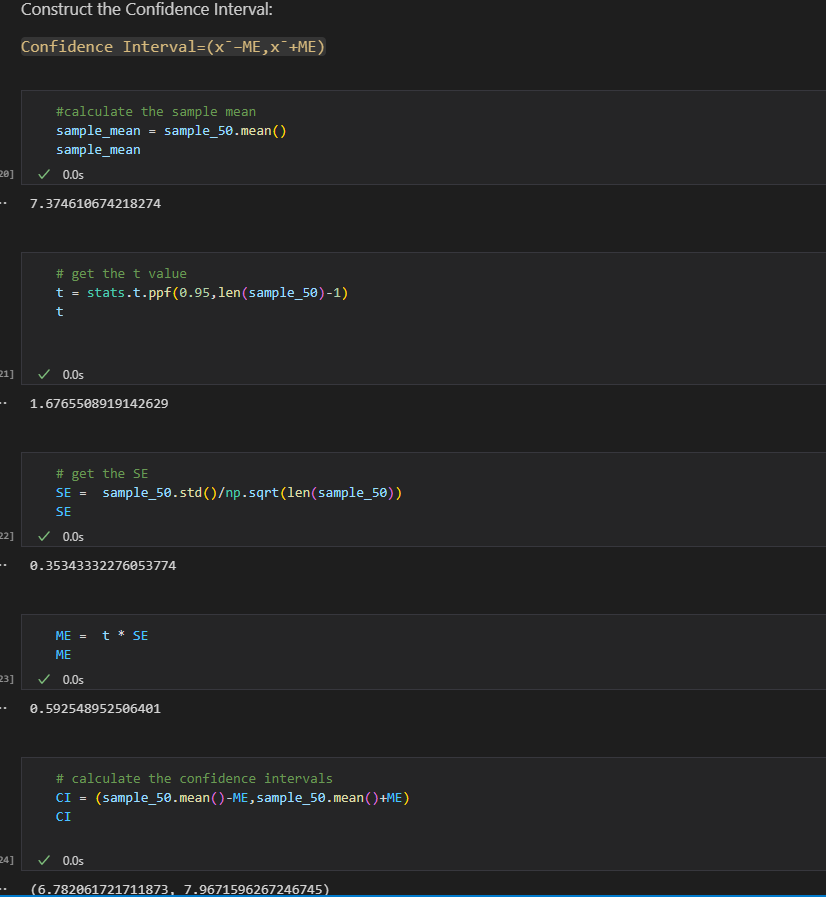 Construct the Confidence Interval:
Confidence Interval=(x¯−ME,x¯+ME)
#calculate the sample mean
sample_mean = sample_50.mean()
sample_mean
20]
0.0s
7.374610674218274
# get the t value
t = stats.t.ppf(0.95,len(sample_50)-1)
t
21]
0.0s
1.6765508919142629
# get the SE
SE =  sample_50.std()/np.sqrt(len(sample_50))
SE
22]
0.0s
0.35343332276053774
ME =  t * SE
ME
23]
0.0s
0.592548952506401
# calculate the confidence intervals
CI = (sample_50.mean()-ME,sample_50.mean()+ME)
CI
24]
0.0s
(6.782061721711873, 7.9671596267246745)